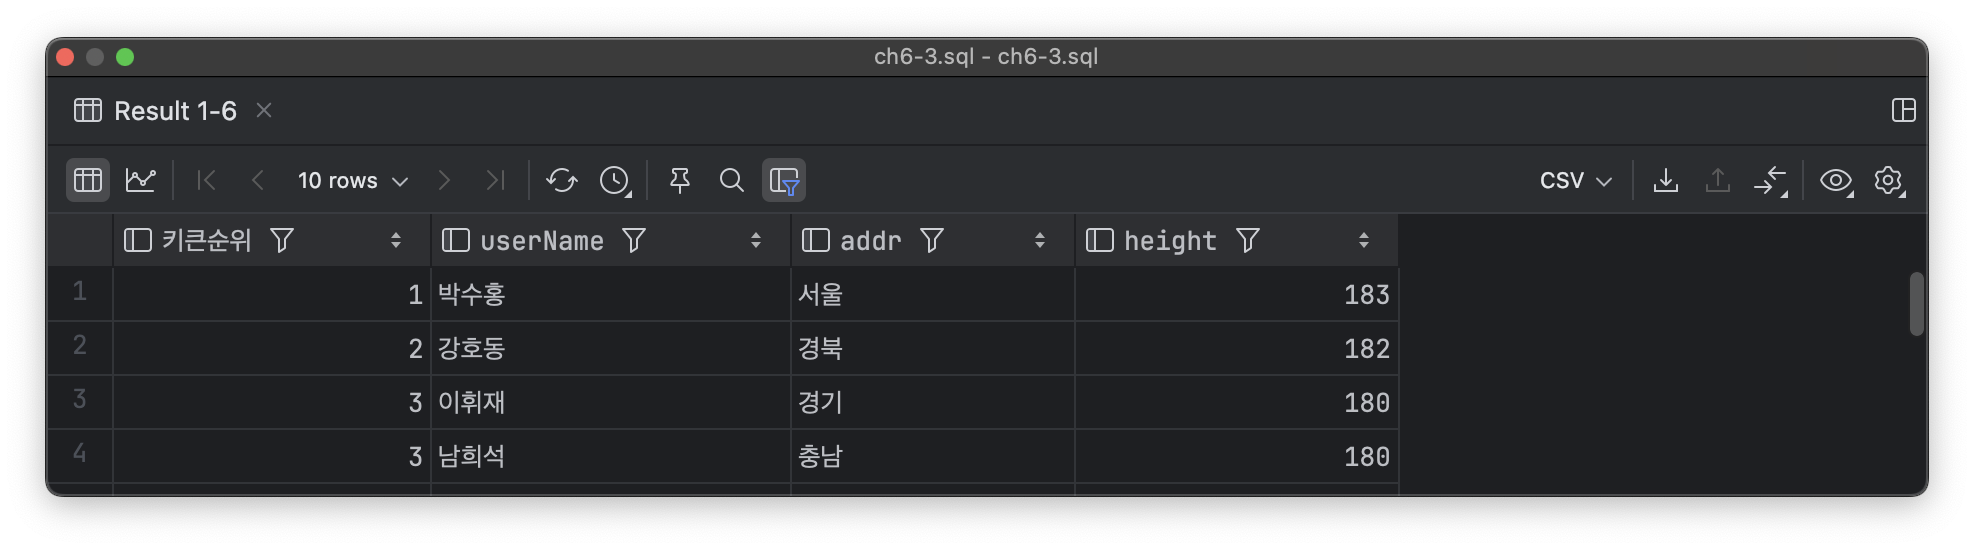 ch6-3.sql - ch6-3.sql
Result 1-6
10 rows CSV
키큰순위 userName addr height
1 1 박수홍 서울 183
2 2 강호동 경북 182
3 3 이휘재 경기 180
4 3 남희석 충남 180